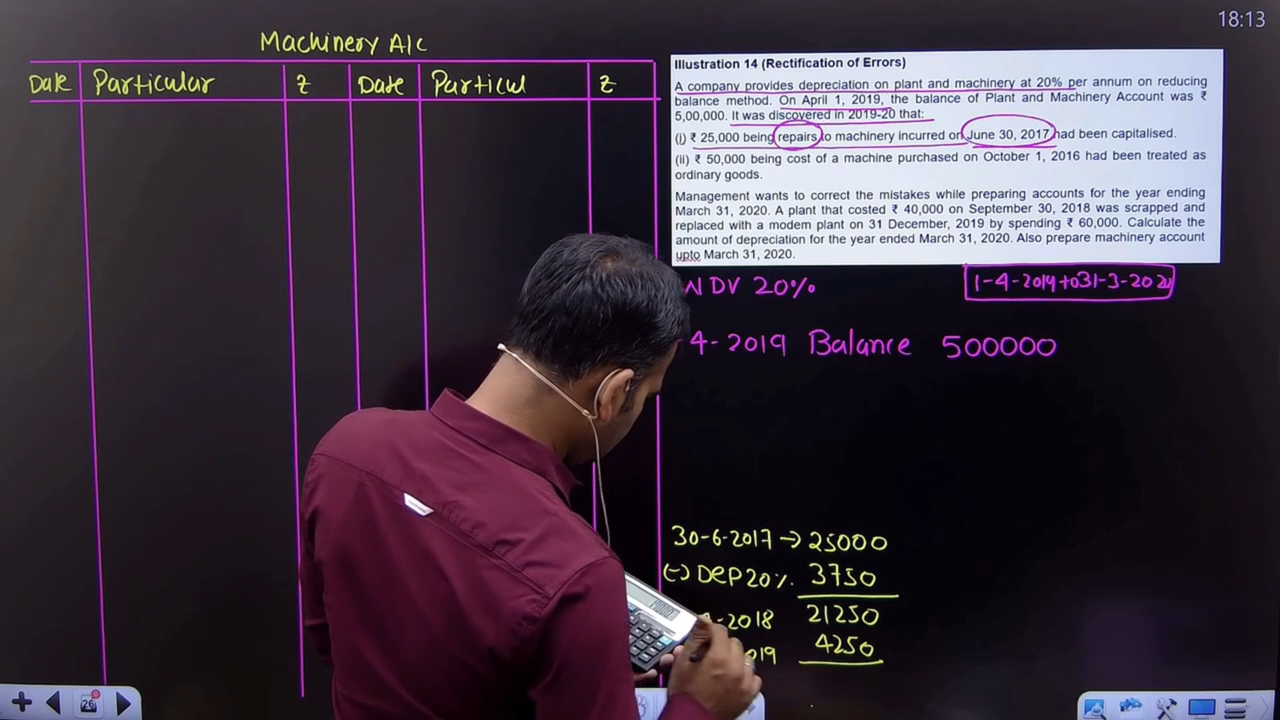 18:13
Machinery A/c
Date Particular ₹ Date Particul ₹
Illustration 14 (Rectification of Errors)
A company provides depreciation on plant and machinery at 20% per annum on reducing
balance method. On April 1, 2019, the balance of Plant and Machinery Account was ₹
5,00,000. It was discovered in 2019-20 that:
(i) ₹ 25,000 being repairs to machinery incurred on June 30, 2017 had been capitalised.
(ii) ₹ 50,000 being cost of a machine purchased on October 1, 2016 had been treated as
ordinary goods.
Management wants to correct the mistakes while preparing accounts for the year ending
March 31, 2020. A plant that costed ₹ 40,000 on September 30, 2018 was scrapped and
replaced with a modem plant on 31 December, 2019 by spending ₹ 60,000. Calculate the
amount of depreciation for the year ended March 31, 2020. Also prepare machinery account
upto March 31, 2020.
WDV 20%
1-4-2019 to 31-3-2020
4-2019 Balance 500000
30-6-2017 → 25000
(-) Dep 20%. 3750
-2018 21250
19 4250
26